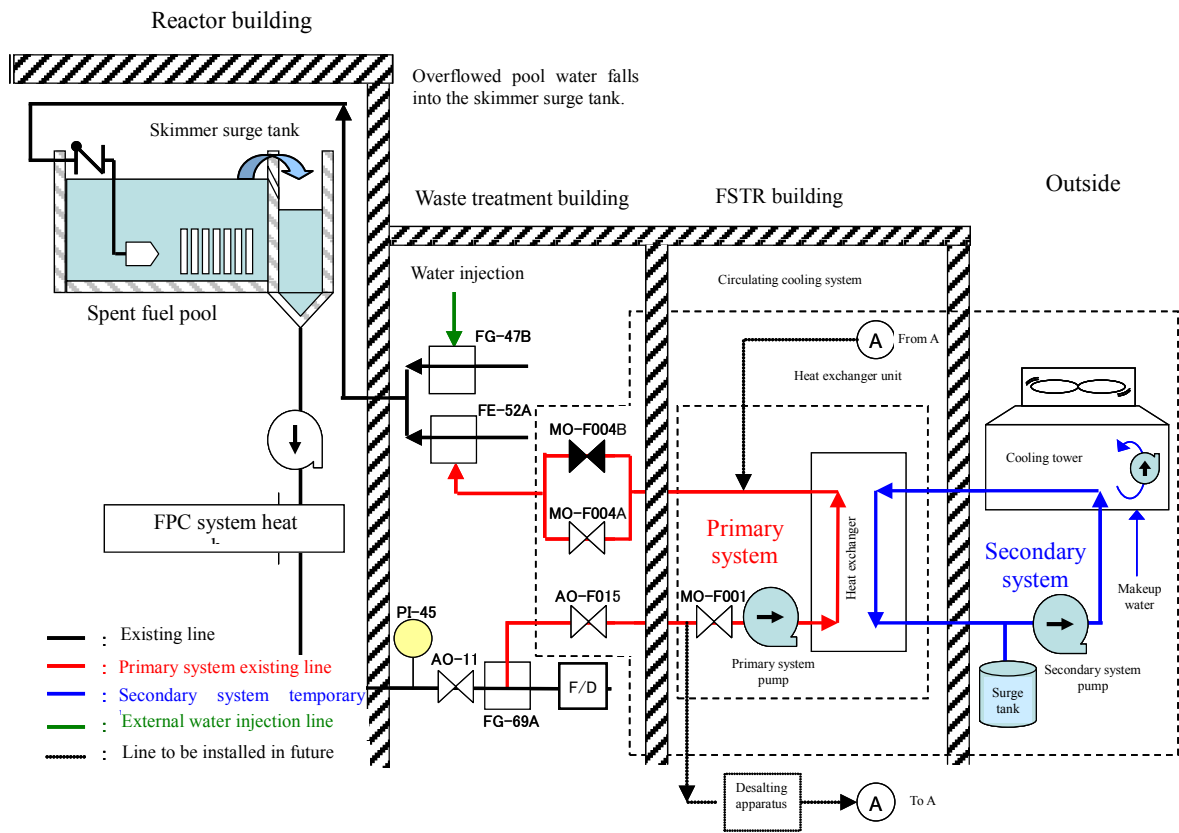 Reactor building
Overflowed pool water falls
into the skimmer surge tank.
Skimmer surge tank
Spent fuel pool
Waste treatment building
FSTR building
Outside
Water injection
Circulating cooling system
FG-47B
A
From A
Heat exchanger unit
FE-52A
MO-F004B
MO-F004A
Cooling tower
FPC system heat
Primary
system
Heat exchanger
Secondary
system
Makeup
water
PI-45
AO-11
AO-F015
MO-F001
Primary system
pump
Secondary system
pump
Surge
tank
F/D
FG-69A
: Existing line
: Primary system existing line
: Secondary system temporary
: External water injection line
: Line to be installed in future
Desalting
apparatus
A
To A